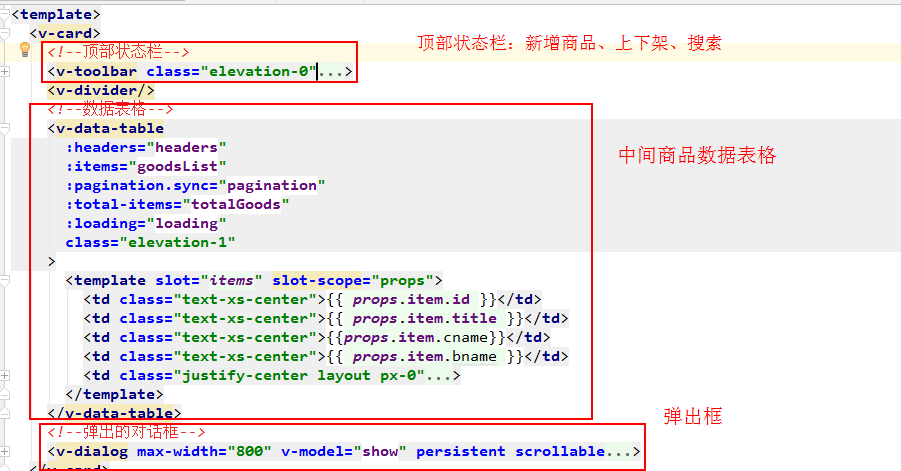 <template>
<v-card>
<!--顶部状态栏-->
顶部状态栏：新增商品、上下架、搜索
<v-toolbar class="elevation-0"...>
<v-divider/>
<!--数据表格-->
<v-data-table
:headers="headers"
:items="goodsList"
中间商品数据表格
:pagination.sync="pagination"
:total-items="totalGoods"
:loading="loading"
class="elevation-1"
>
<template slot="items" slot-scope="props">
<td class="text-xs-center">{{ props.item.id }}</td>
<td class="text-xs-center">{{ props.item.title }}</td>
<td class="text-xs-center">{{props.item.cname}}</td>
<td class="text-xs-center">{{ props.item.bname }}</td>
<td class="justify-center layout px-0"...>
</template>
</v-data-table>
弹出框
<!--弹出的对话框-->
<v-dialog max-width="800" v-model="show" persistent scrollable...>
</v-card>